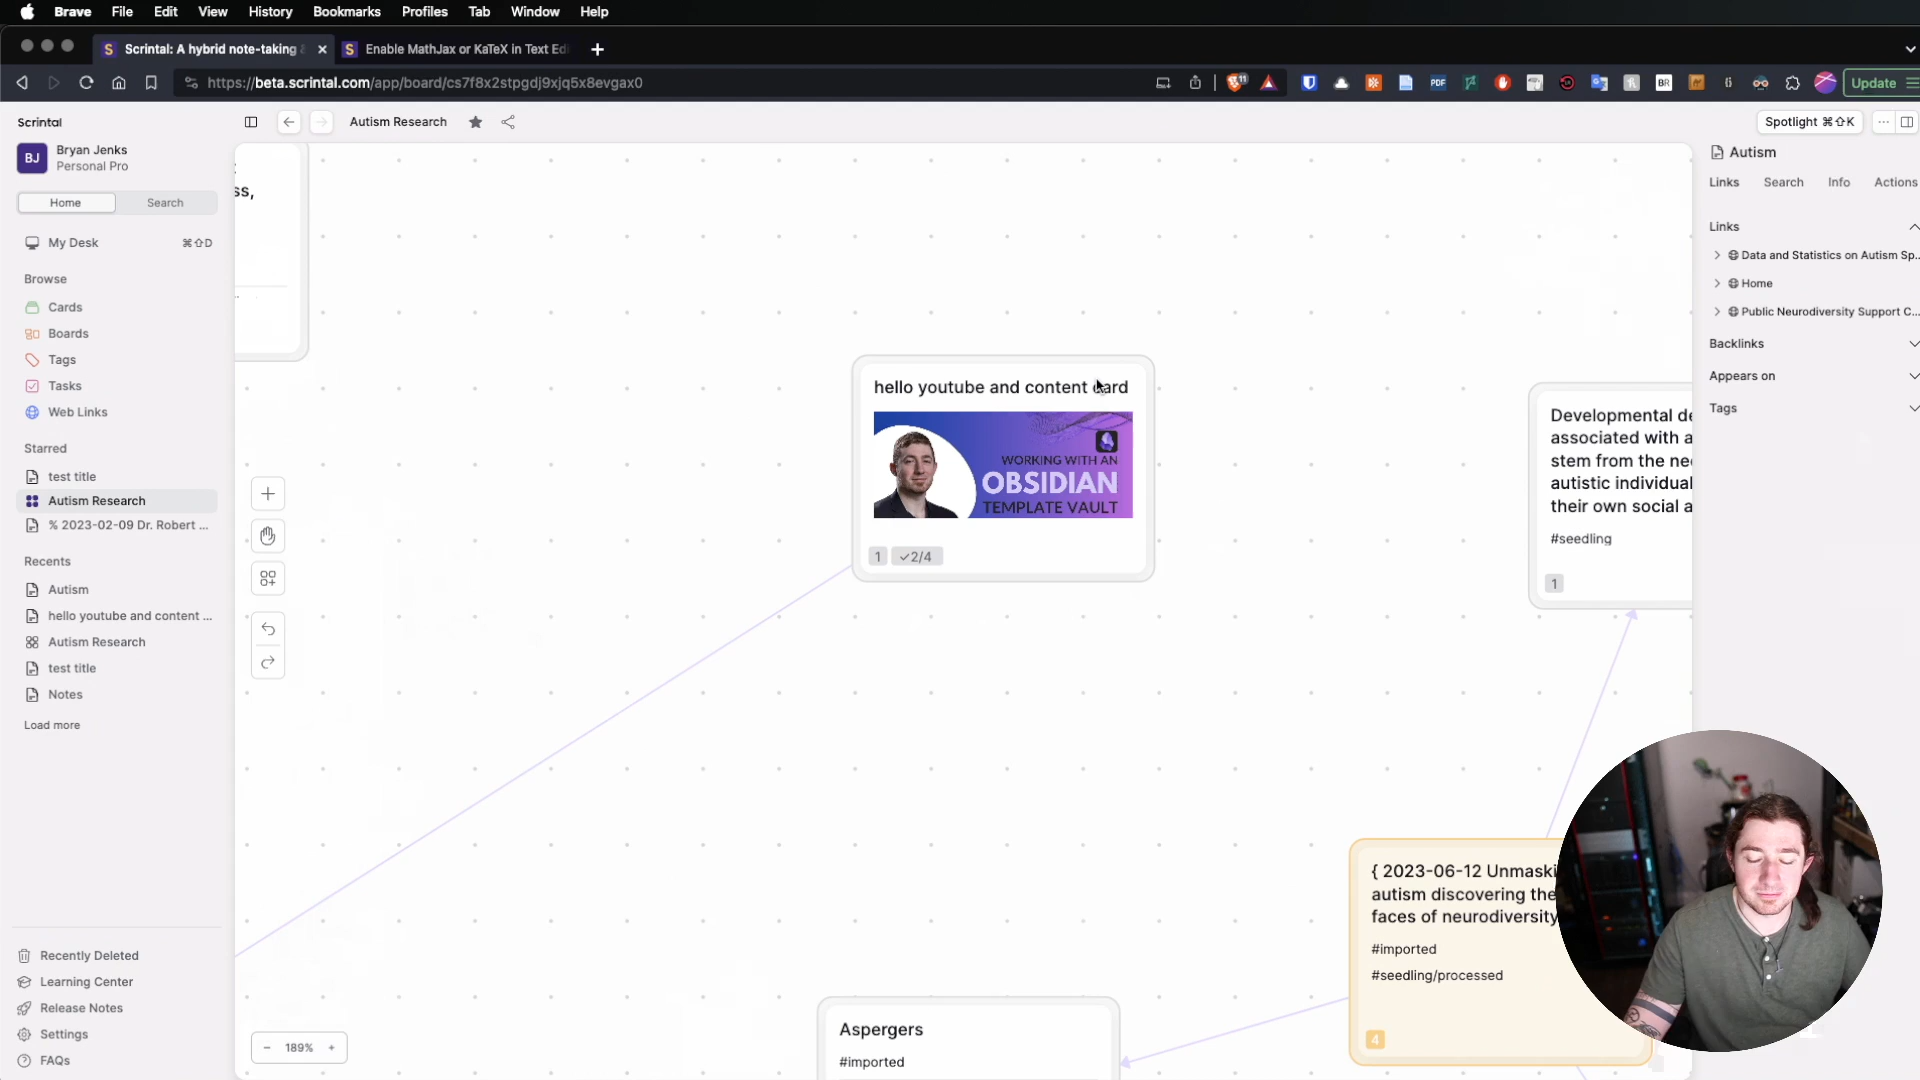 Brave File Edit View History Bookmarks Profiles Tab Window Help
Scrintal: A hybrid note-taking
Enable MathJax or KaTeX in Text Edi
https://beta.scrintal.com/app/board/cs7f8x2stpgdj9xjq5x8evgax0
11
PDF
BR
Update
Scrintal
Autism Research
Spotlight ⌘⇧K
BJ
Bryan Jenks
Personal Pro
Home
Search
My Desk
⌘⇧D
Browse
Cards
Boards
Tags
Tasks
Web Links
Starred
test title
Autism Research
% 2023-02-09 Dr. Robert ...
Recents
Autism
hello youtube and content ...
Autism Research
test title
Notes
Load more
Recently Deleted
Learning Center
Release Notes
Settings
FAQs
ss,
hello youtube and content card
WORKING WITH AN
OBSIDIAN
TEMPLATE VAULT
1
2/4
Developmental de
associated with a
stem from the ne
autistic individual
their own social a
#seedling
1
{ 2023-06-12 Unmaski
autism discovering the
faces of neurodiversity
#imported
#seedling/processed
4
Aspergers
#imported
− 189% +
Autism
Links
Search
Info
Actions
Links
Data and Statistics on Autism Sp...
Home
Public Neurodiversity Support C...
Backlinks
Appears on
Tags